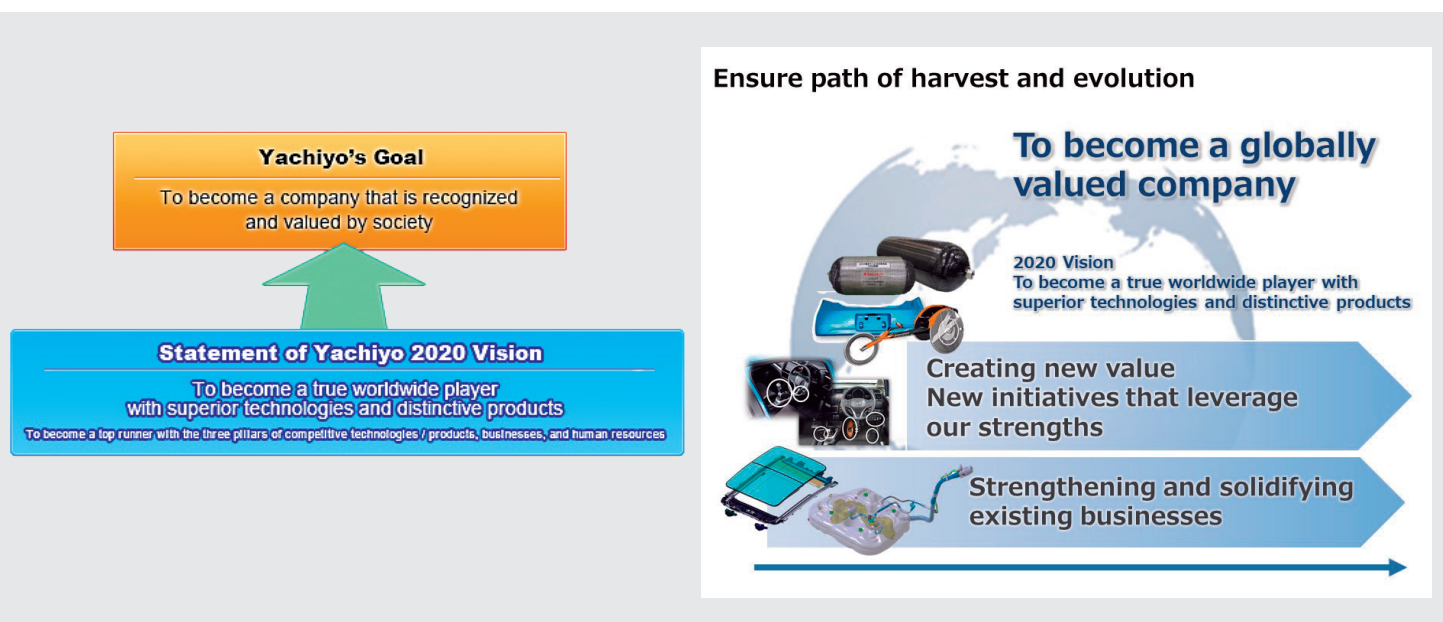 Yachiyo's Goal
To become a company that is recognized
and valued by society
Statement of Yachiyo 2020 Vision
To become a true worldwide player
with superior technologies and distinctive products
To become a top runner with the three pillars of competitive technologies / products, businesses, and human resources
Ensure path of harvest and evolution
To become a globally
valued company
2020 Vision
To become a true worldwide player with
superior technologies and distinctive products
Creating new value
New initiatives that leverage
our strengths
Strengthening and solidifying
existing businesses